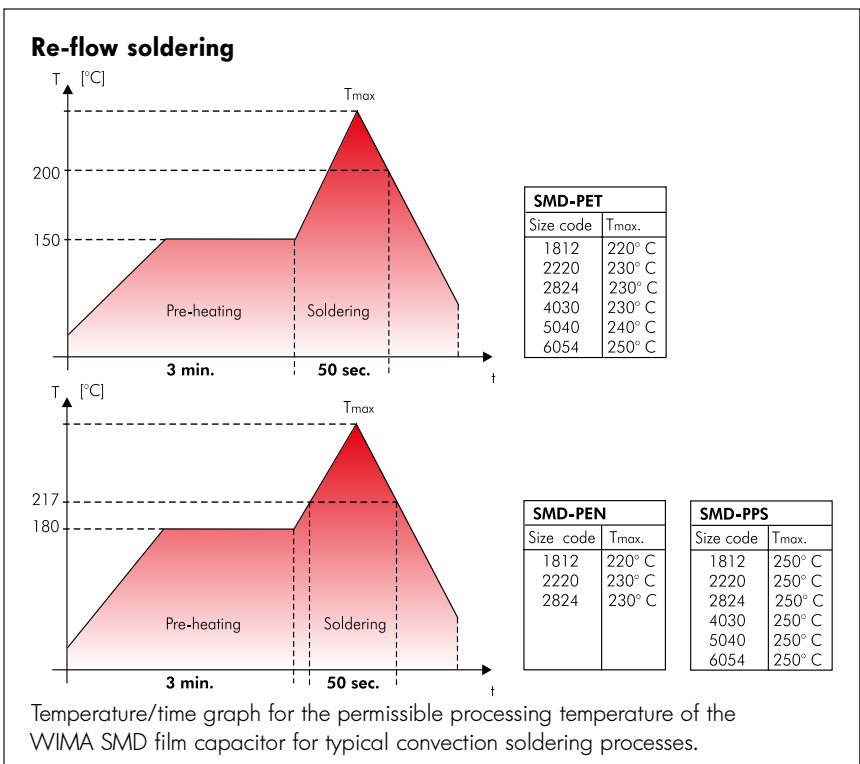 Re-flow soldering
T [°C]
Tmax
200
150
Pre-heating Soldering
3 min. 50 sec.
t
SMD-PET
Size code Tmax.
1812 220° C
2220 230° C
2824 230° C
4030 230° C
5040 240° C
6054 250° C
T [°C]
Tmax
217
180
Pre-heating Soldering
3 min. 50 sec.
t
SMD-PEN
Size code Tmax.
1812 220° C
2220 230° C
2824 230° C
SMD-PPS
Size code Tmax.
1812 250° C
2220 250° C
2824 250° C
4030 250° C
5040 250° C
6054 250° C
Temperature/time graph for the permissible processing temperature of the
WIMA SMD film capacitor for typical convection soldering processes.